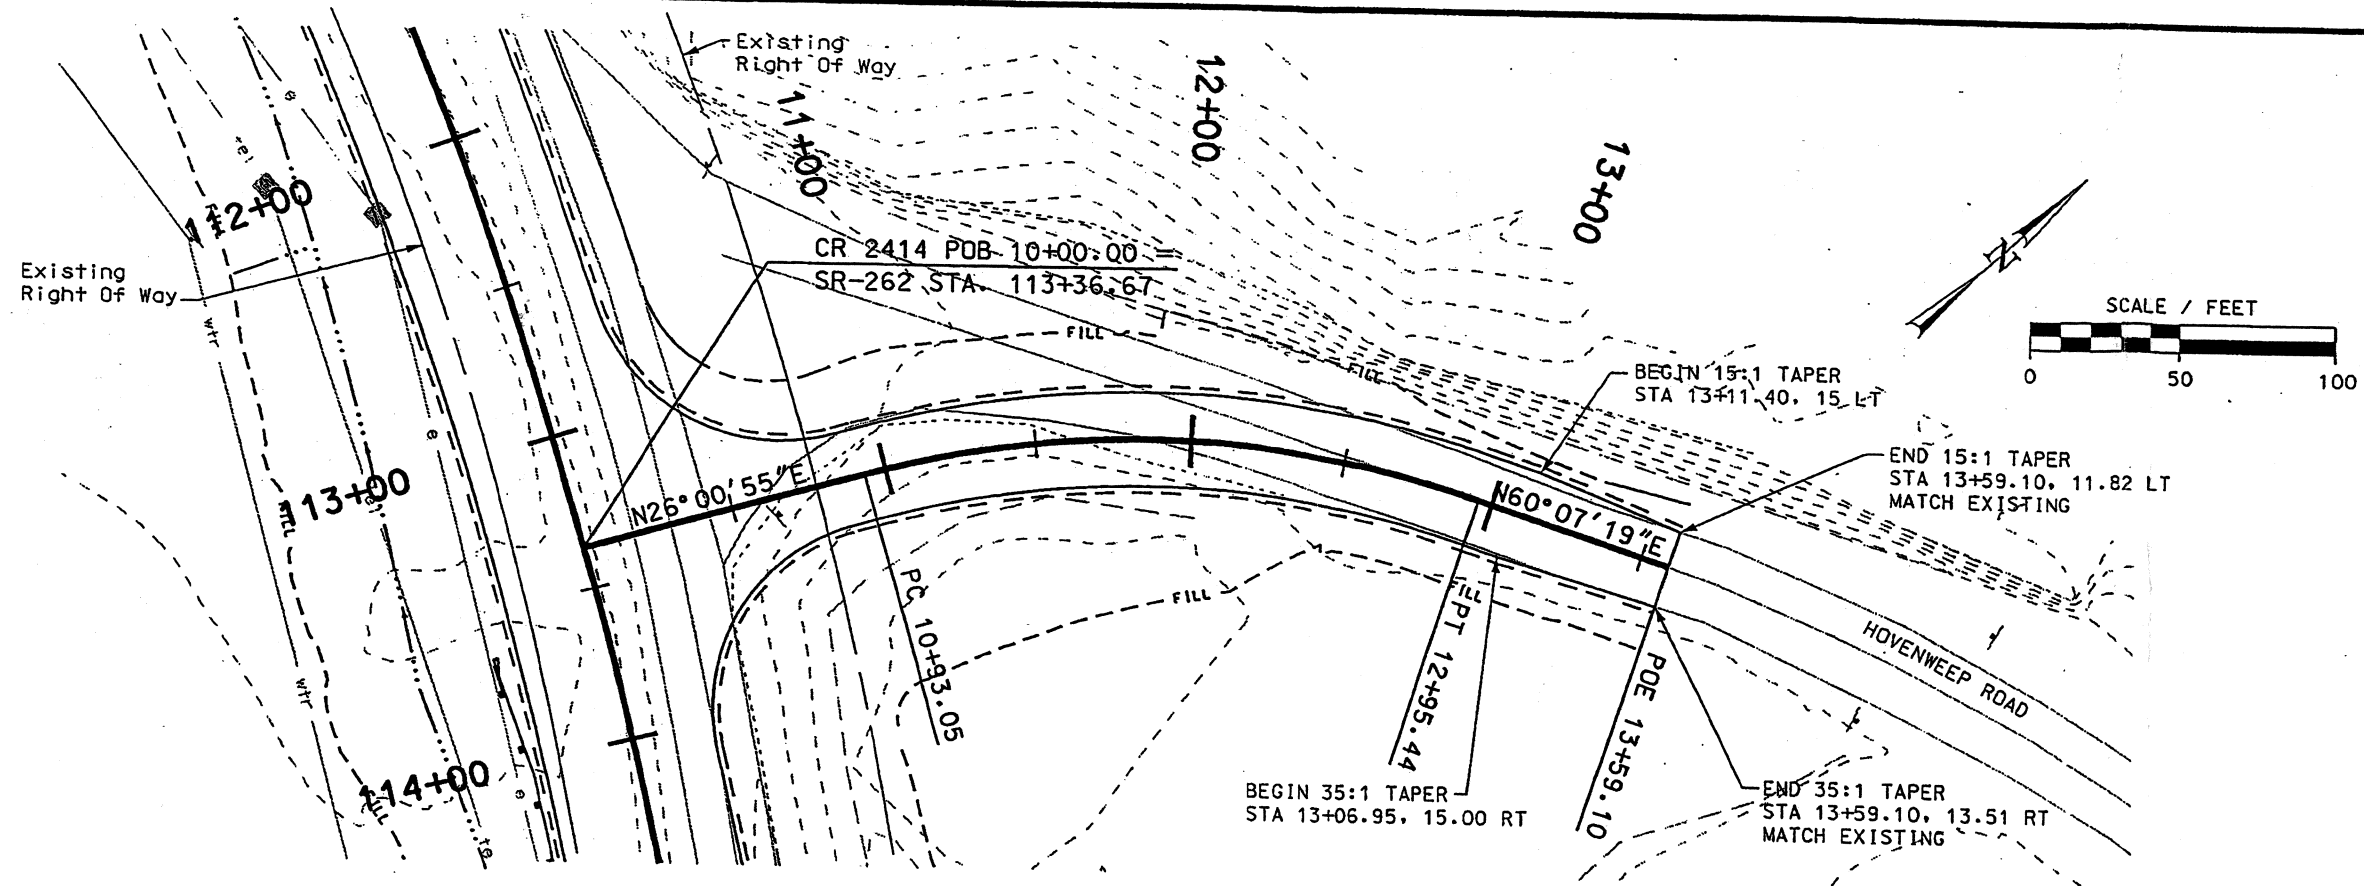 Existing
Right Of Way
11+00
12+00
13+00
112+00
Existing
Right Of Way
CR 2414 POB 10+00.00 =
SR-262 STA. 113+36.67
N
SCALE / FEET
0 50 100
FILL
FILL
BEGIN 15:1 TAPER
STA 13+11.40, 15 LT
END 15:1 TAPER
STA 13+59.10, 11.82 LT
MATCH EXISTING
N26°00'55"E
N60°07'19"E
wtr
e
113+00
FILL
PC 10+93.05
FILL
FILL
PT 12+95.44
POE 13+59.10
HOVENWEEP ROAD
wtr
114+00
FILL
e
te
BEGIN 35:1 TAPER
STA 13+06.95, 15.00 RT
END 35:1 TAPER
STA 13+59.10, 13.51 RT
MATCH EXISTING